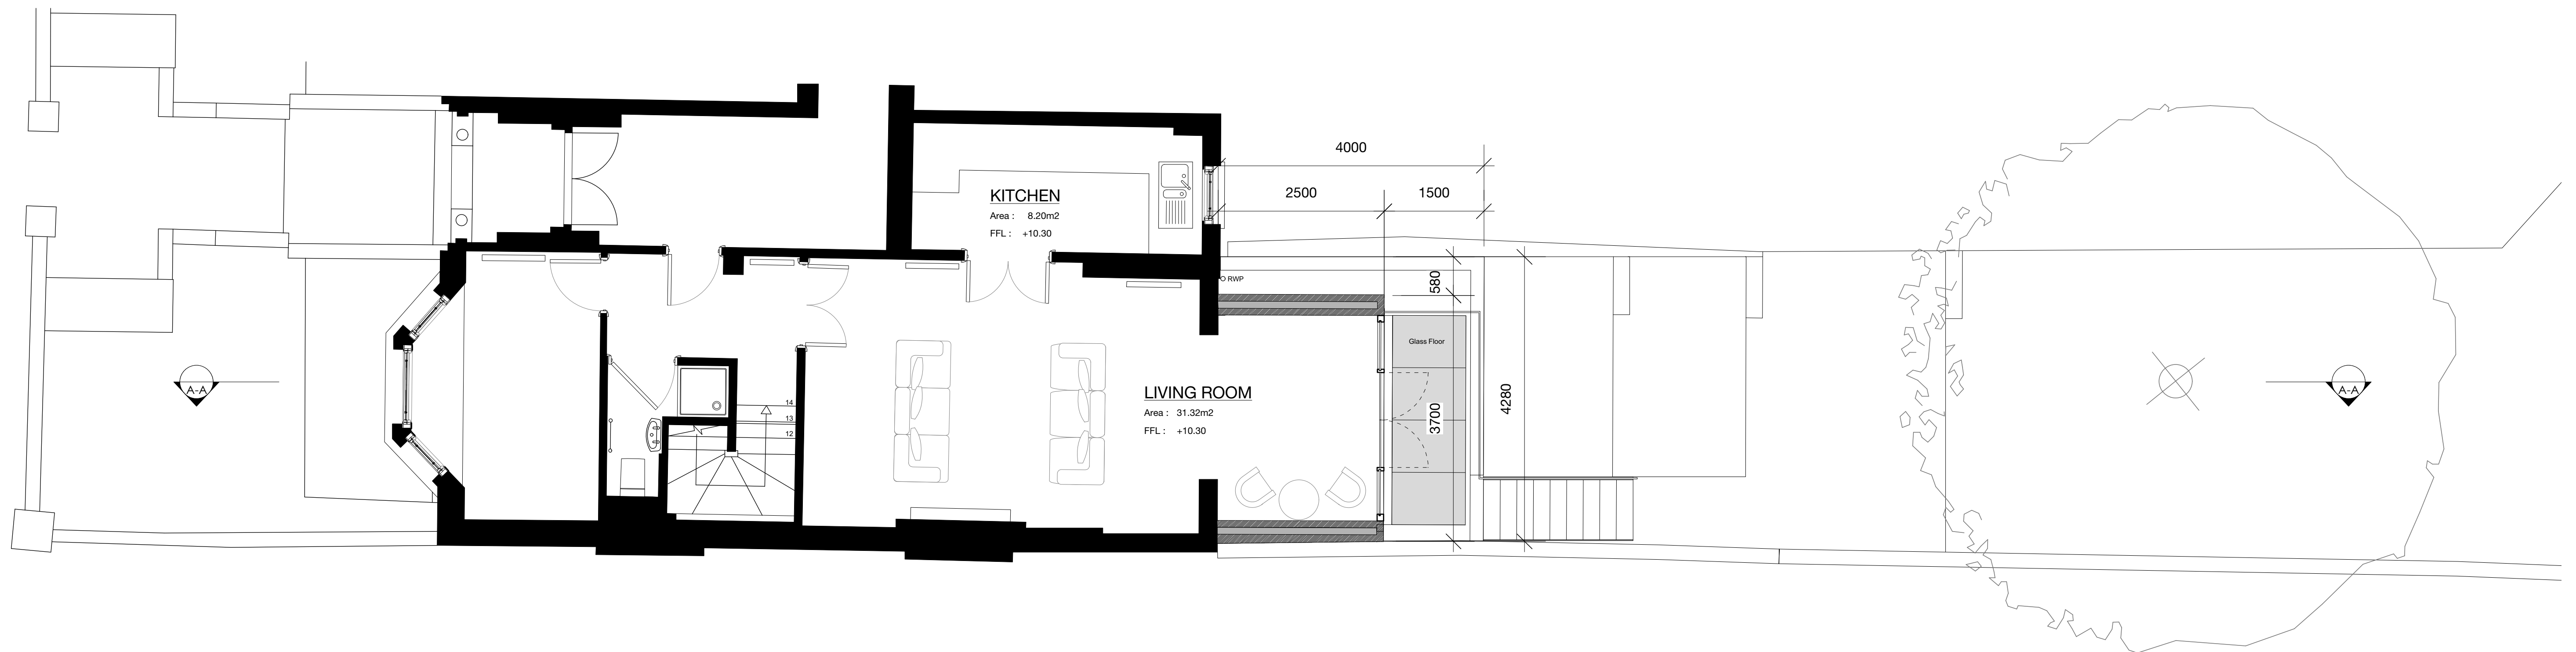 4000
2500
1500
KITCHEN
Area : 8.20m2
FFL : +10.30
O RWP
580
Glass Floor
A-A
LIVING ROOM
Area : 31.32m2
FFL : +10.30
3700
4280
A-A
14
13
12